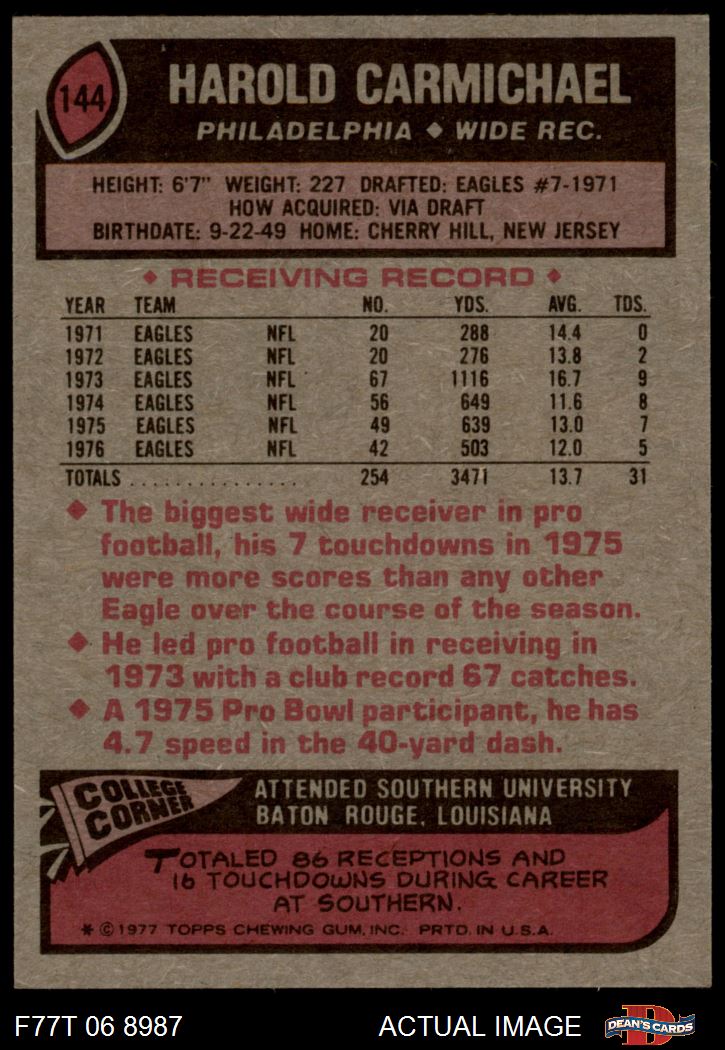 144
HAROLD CARMICHAEL
PHILADELPHIA ♦ WIDE REC.
HEIGHT: 6'7" WEIGHT: 227 DRAFTED: EAGLES #7-1971
HOW ACQUIRED: VIA DRAFT
BIRTHDATE: 9-22-49 HOME: CHERRY HILL, NEW JERSEY
♦ RECEIVING RECORD ♦
YEAR TEAM NO. YDS. AVG. TDS.
1971 EAGLES NFL 20 288 14.4 0
1972 EAGLES NFL 20 276 13.8 2
1973 EAGLES NFL 67 1116 16.7 9
1974 EAGLES NFL 56 649 11.6 8
1975 EAGLES NFL 49 639 13.0 7
1976 EAGLES NFL 42 503 12.0 5
TOTALS . . . . . . . . . . . . . . . 254 3471 13.7 31
♦ The biggest wide receiver in pro
football, his 7 touchdowns in 1975
were more scores than any other
Eagle over the course of the season.
♦ He led pro football in receiving in
1973 with a club record 67 catches.
♦ A 1975 Pro Bowl participant, he has
4.7 speed in the 40-yard dash.
COLLEGE
CORNER
ATTENDED SOUTHERN UNIVERSITY
BATON ROUGE, LOUISIANA
TOTALED 86 RECEPTIONS AND
16 TOUCHDOWNS DURING CAREER
AT SOUTHERN.
* © 1977 TOPPS CHEWING GUM, INC. PRTD. IN U.S.A.
F77T 06 8987 ACTUAL IMAGE
D
DEAN'S CARDS